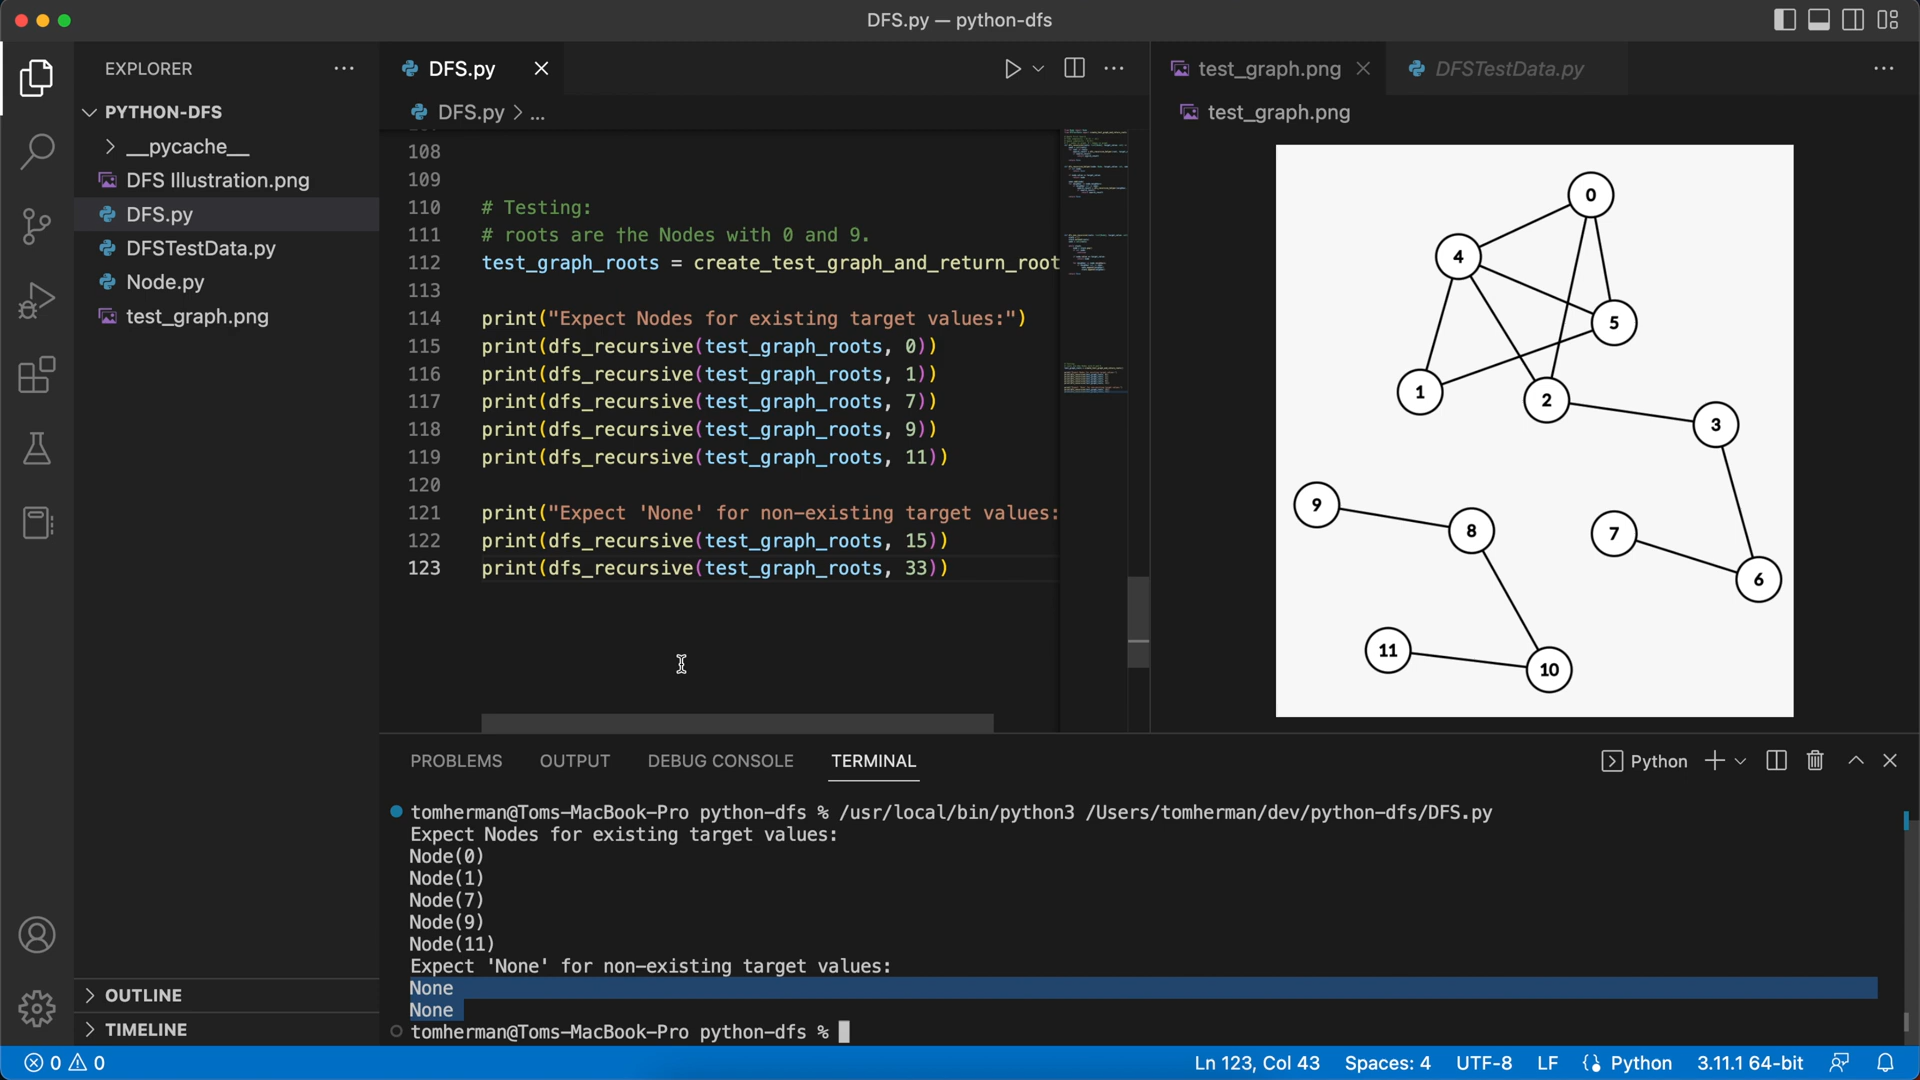 DFS.py — python-dfs
EXPLORER
PYTHON-DFS
__pycache__
DFS Illustration.png
DFS.py
DFSTestData.py
Node.py
test_graph.png
OUTLINE
TIMELINE
DFS.py
DFS.py > ...
108
109
110 # Testing:
111 # roots are †he Nodes with 0 and 9.
112 test_graph_roots = create_test_graph_and_return_root
113
114 print("Expect Nodes for existing target values:")
115 print(dfs_recursive(test_graph_roots, 0))
116 print(dfs_recursive(test_graph_roots, 1))
117 print(dfs_recursive(test_graph_roots, 7))
118 print(dfs_recursive(test_graph_roots, 9))
119 print(dfs_recursive(test_graph_roots, 11))
120
121 print("Expect 'None' for non-existing target values:
122 print(dfs_recursive(test_graph_roots, 15))
123 print(dfs_recursive(test_graph_roots, 33))
test_graph.png
DFSTestData.py
test_graph.png
0
4
5
1
2
3
9
8
7
6
11
10
PROBLEMS
OUTPUT
DEBUG CONSOLE
TERMINAL
Python
tomherman@Toms-MacBook-Pro python-dfs % /usr/local/bin/python3 /Users/tomherman/dev/python-dfs/DFS.py
Expect Nodes for existing target values:
Node(0)
Node(1)
Node(7)
Node(9)
Node(11)
Expect 'None' for non-existing target values:
None
None
tomherman@Toms-MacBook-Pro python-dfs %
0 0
Ln 123, Col 43
Spaces: 4
UTF-8
LF
Python
3.11.1 64-bit